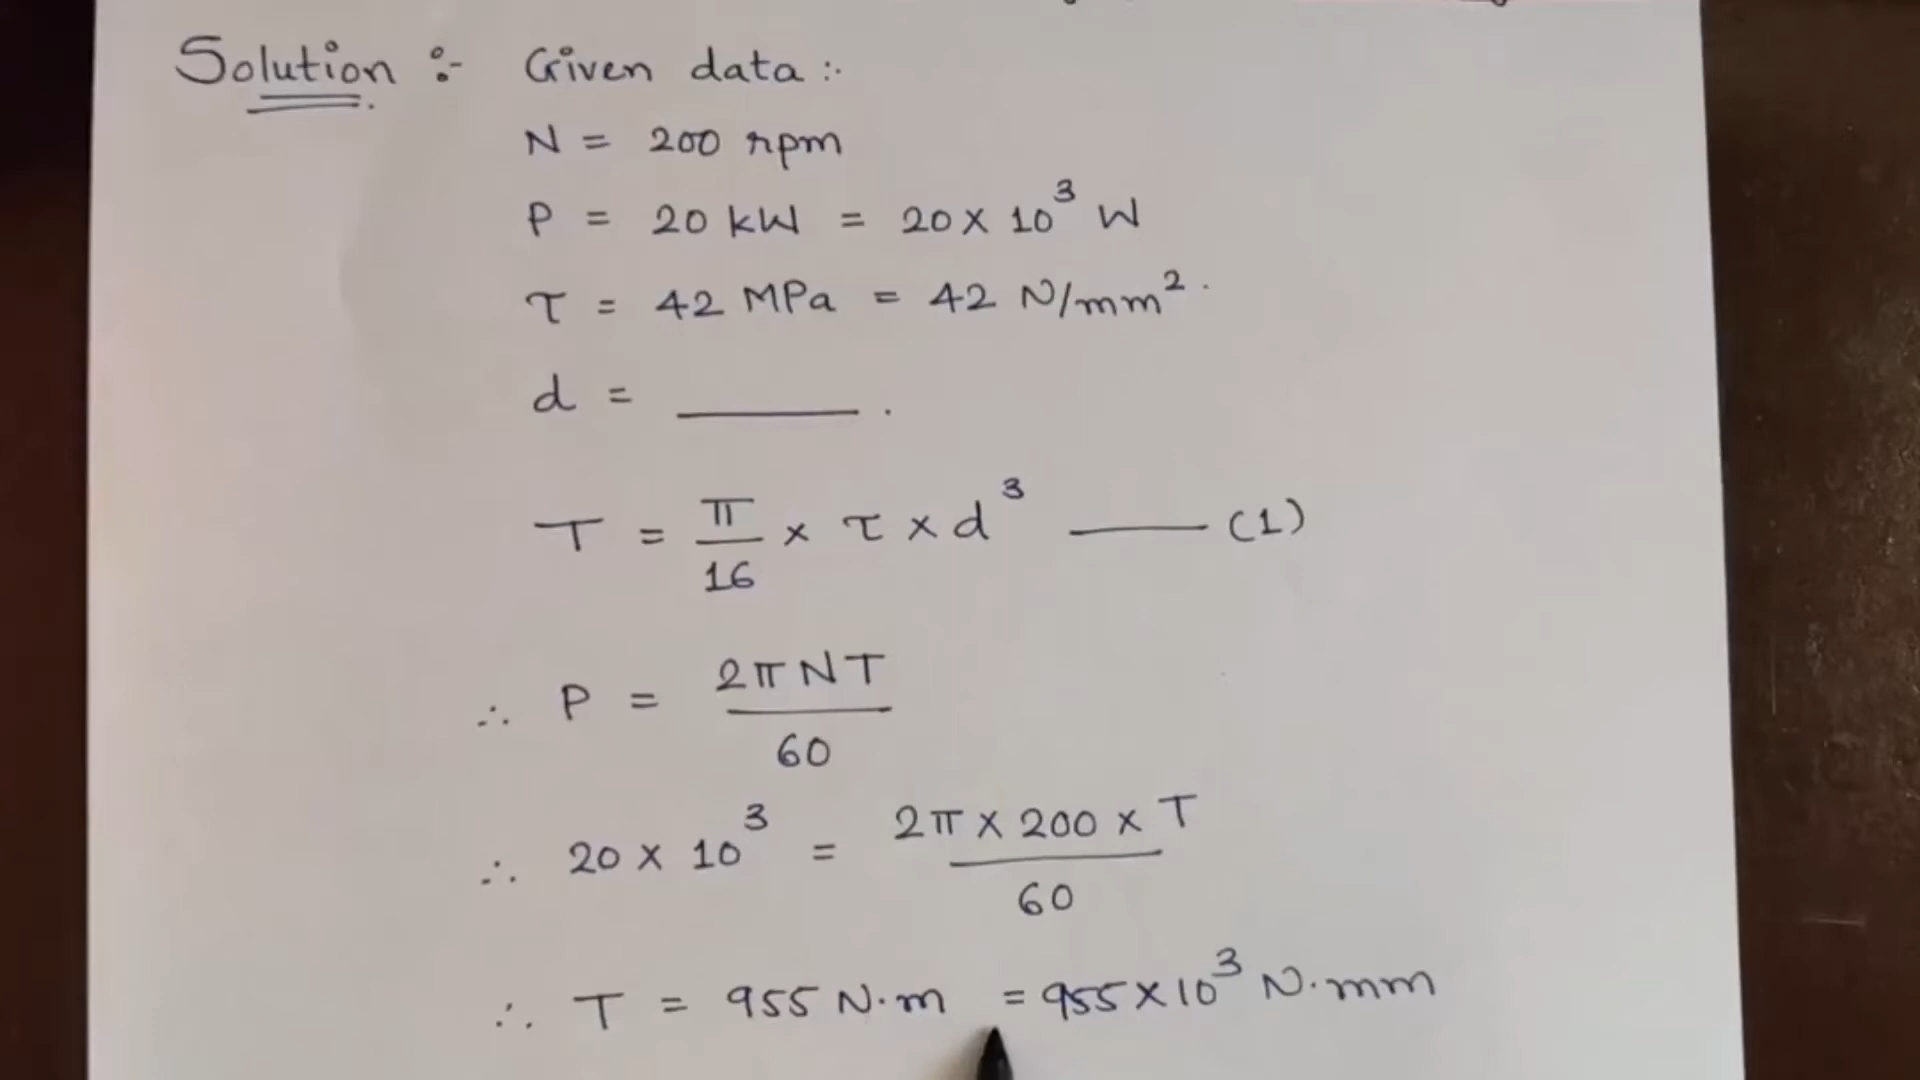 Solution :- Given data :-
N = 200 rpm
P = 20 kW = 20 × 10³ W
τ = 42 MPa = 42 N/mm².
d = ______ .
T = π/16 × τ × d³ —— (1)
∴ P = 2πNT/60
∴ 20 × 10³ = 2π × 200 × T/60
∴ T = 955 N·m = 955 × 10³ N·mm